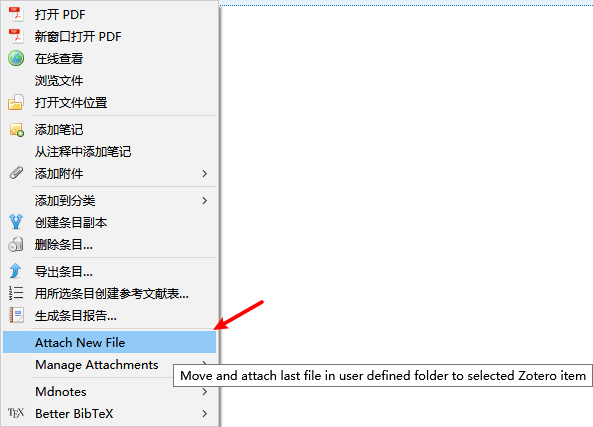 打开 PDF
新窗口打开 PDF
在线查看
浏览文件
打开文件位置
添加笔记
从注释中添加笔记
添加附件
添加到分类
创建条目副本
删除条目...
导出条目...
用所选条目创建参考文献表...
生成条目报告...
Attach New File
Manage Attachments
Move and attach last file in user defined folder to selected Zotero item
Mdnotes
TEX Better BibTeX